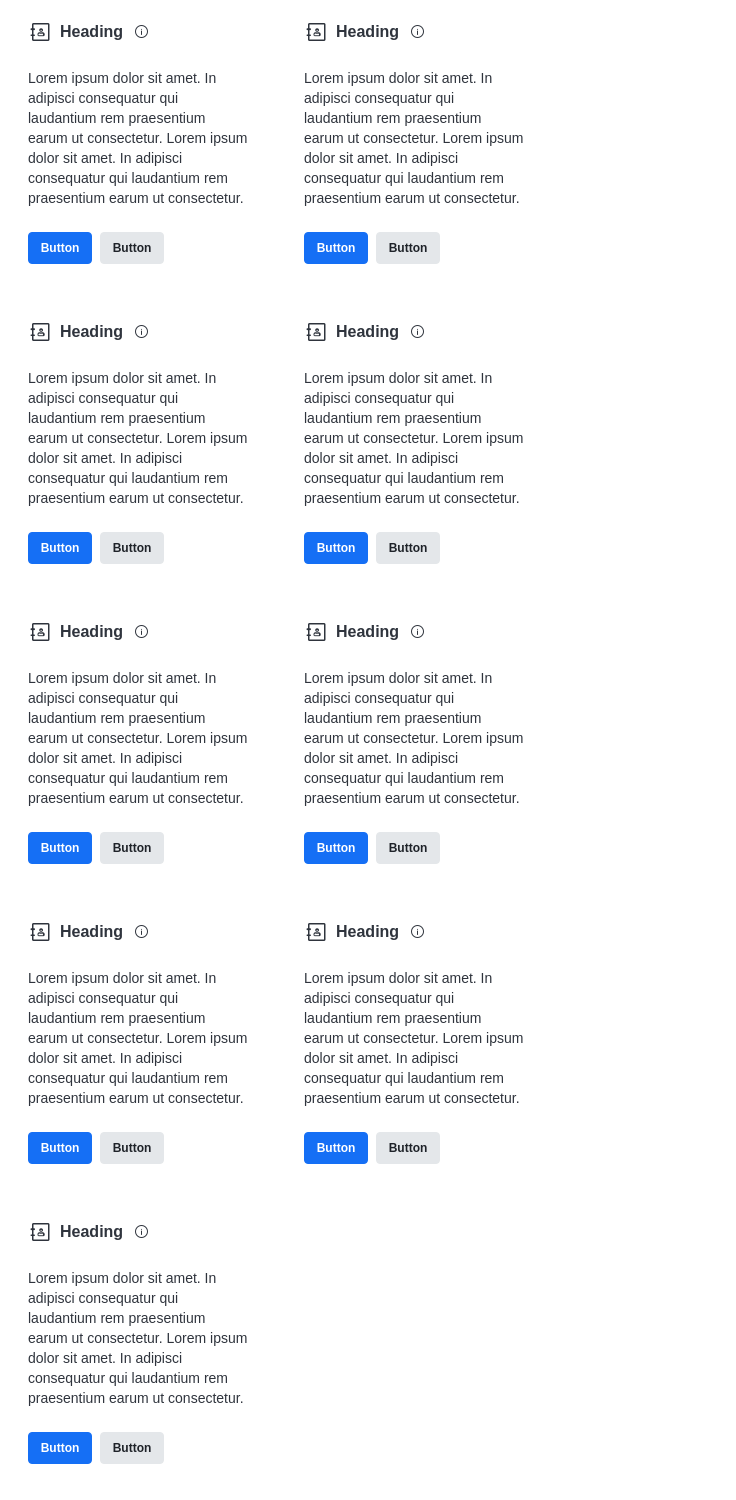 Heading
Lorem ipsum dolor sit amet. In
adipisci consequatur qui
laudantium rem praesentium
earum ut consectetur. Lorem ipsum
dolor sit amet. In adipisci
consequatur qui laudantium rem
praesentium earum ut consectetur.
Button Button
Heading
Lorem ipsum dolor sit amet. In
adipisci consequatur qui
laudantium rem praesentium
earum ut consectetur. Lorem ipsum
dolor sit amet. In adipisci
consequatur qui laudantium rem
praesentium earum ut consectetur.
Button Button
Heading
Lorem ipsum dolor sit amet. In
adipisci consequatur qui
laudantium rem praesentium
earum ut consectetur. Lorem ipsum
dolor sit amet. In adipisci
consequatur qui laudantium rem
praesentium earum ut consectetur.
Button Button
Heading
Lorem ipsum dolor sit amet. In
adipisci consequatur qui
laudantium rem praesentium
earum ut consectetur. Lorem ipsum
dolor sit amet. In adipisci
consequatur qui laudantium rem
praesentium earum ut consectetur.
Button Button
Heading
Lorem ipsum dolor sit amet. In
adipisci consequatur qui
laudantium rem praesentium
earum ut consectetur. Lorem ipsum
dolor sit amet. In adipisci
consequatur qui laudantium rem
praesentium earum ut consectetur.
Button Button
Heading
Lorem ipsum dolor sit amet. In
adipisci consequatur qui
laudantium rem praesentium
earum ut consectetur. Lorem ipsum
dolor sit amet. In adipisci
consequatur qui laudantium rem
praesentium earum ut consectetur.
Button Button
Heading
Lorem ipsum dolor sit amet. In
adipisci consequatur qui
laudantium rem praesentium
earum ut consectetur. Lorem ipsum
dolor sit amet. In adipisci
consequatur qui laudantium rem
praesentium earum ut consectetur.
Button Button
Heading
Lorem ipsum dolor sit amet. In
adipisci consequatur qui
laudantium rem praesentium
earum ut consectetur. Lorem ipsum
dolor sit amet. In adipisci
consequatur qui laudantium rem
praesentium earum ut consectetur.
Button Button
Heading
Lorem ipsum dolor sit amet. In
adipisci consequatur qui
laudantium rem praesentium
earum ut consectetur. Lorem ipsum
dolor sit amet. In adipisci
consequatur qui laudantium rem
praesentium earum ut consectetur.
Button Button